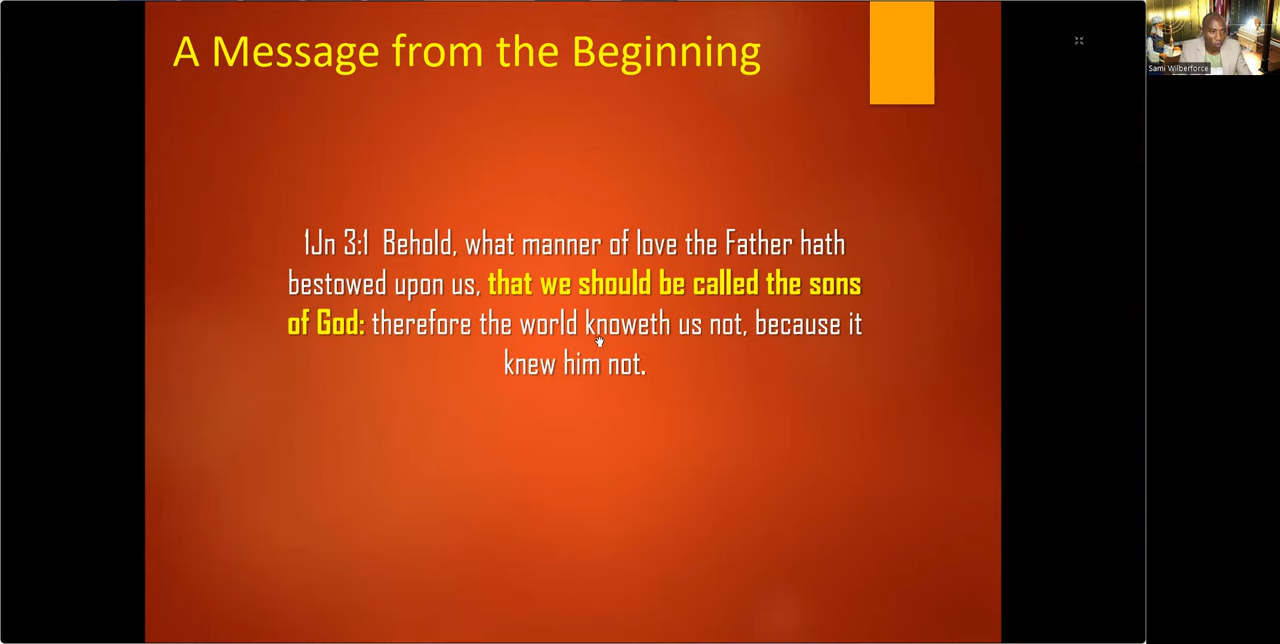 A Message from the Beginning
Sami Wilberforce
1Jn 3:1 Behold, what manner of love the Father hath
bestowed upon us, that we should be called the sons
of God: therefore the world knoweth us not, because it
knew him not.